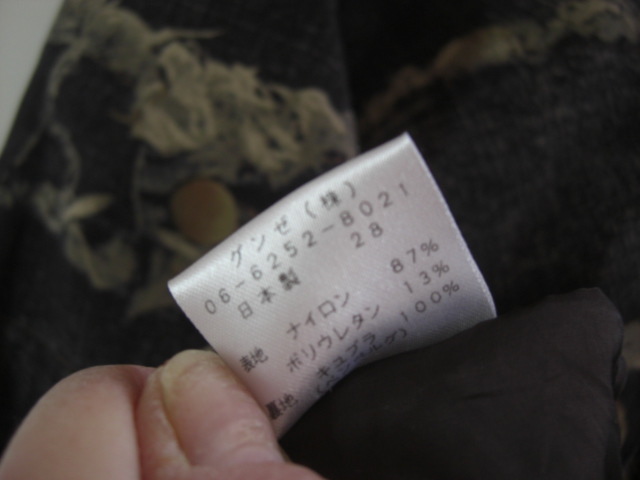 グンゼ(株)
06-6252-8021
日本製 28
表地 ナイロン 87%
ポリウレタン 13%
裏地 キュプラ 100%